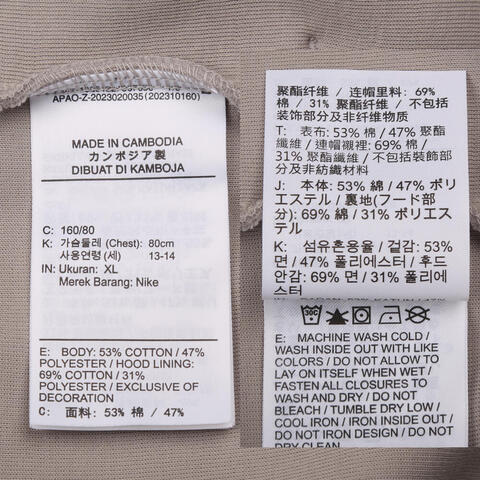 APAO-Z-2023020035(202310160)
MADE IN CAMBODIA
カンボジア製
DIBUAT DI KAMBOJA
C: 160/80
K: 가슴둘레 (Chest): 80cm
사용연령 (세) 13-14
IN: Ukuran: XL
Merek Barang: Nike
E: BODY: 53% COTTON / 47%
POLYESTER / HOOD LINING:
69% COTTON / 31%
POLYESTER / EXCLUSIVE OF
DECORATION
C: 面料: 53% 棉 / 47%
聚酯纤维 / 连帽里料: 69%
棉 / 31% 聚酯纤维 / 不包括
装饰部分及非纤维物质
T: 表布: 53% 棉 / 47% 聚酯
纖維 / 連帽襯裡: 69% 棉 /
31% 聚酯纖維 / 不包括裝飾部分
及非紡織材料
J: 本体: 53% 綿 / 47% ポリ
エステル / 裏地(フード部
分): 69% 綿 / 31% ポリエス
テル
K: 섬유혼용율 / 겉감: 53%
면 / 47% 폴리에스터 / 후드
안감: 69% 면 / 31% 폴리에
스터
30C
E: MACHINE WASH COLD /
WASH INSIDE OUT WITH LIKE
COLORS / DO NOT ALLOW TO
LAY ON ITSELF WHEN WET /
FASTEN ALL CLOSURES TO
WASH AND DRY / DO NOT
BLEACH / TUMBLE DRY LOW /
COOL IRON / IRON INSIDE OUT /
DO NOT IRON DESIGN / DO NOT
DRY CLEAN